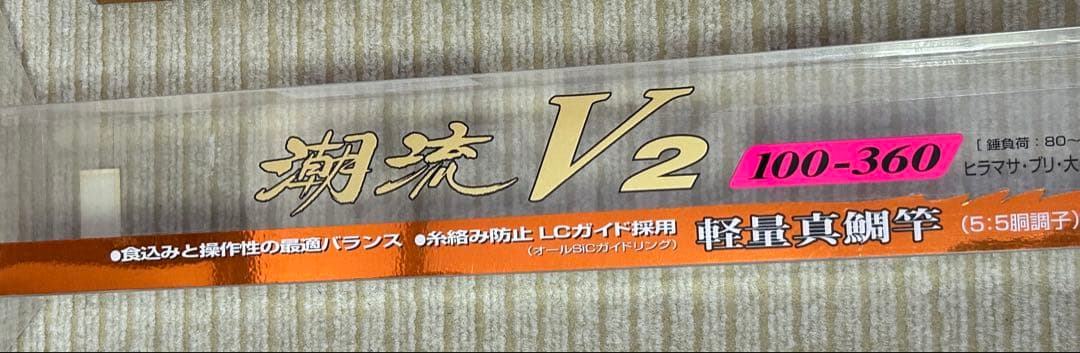 潮流 V2 100-360
[錘負荷:80〜
ヒラマサ・ブリ・大
●食込みと操作性の最適バランス ●糸絡み防止 LCガイド採用
(オールSiCガイドリング)
軽量真鯛竿 (5:5胴調子)